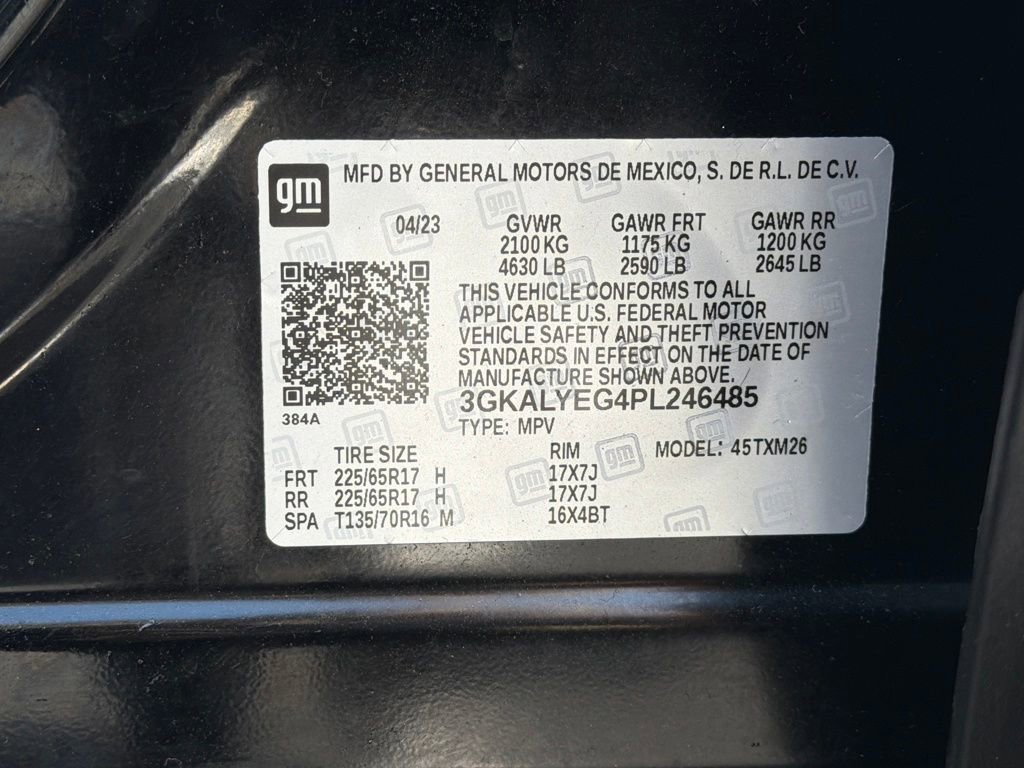 gm MFD BY GENERAL MOTORS DE MEXICO, S. DE R.L. DE C.V.
04/23 GVWR GAWR FRT GAWR RR
2100 KG 1175 KG 1200 KG
4630 LB 2590 LB 2645 LB
THIS VEHICLE CONFORMS TO ALL
APPLICABLE U.S. FEDERAL MOTOR
VEHICLE SAFETY AND THEFT PREVENTION
STANDARDS IN EFFECT ON THE DATE OF
MANUFACTURE SHOWN ABOVE.
3GKALYEG4PL246485
384A
TYPE: MPV
TIRE SIZE RIM MODEL: 45TXM26
FRT 225/65R17 H 17X7J
RR 225/65R17 H 17X7J
SPA T135/70R16 M 16X4BT